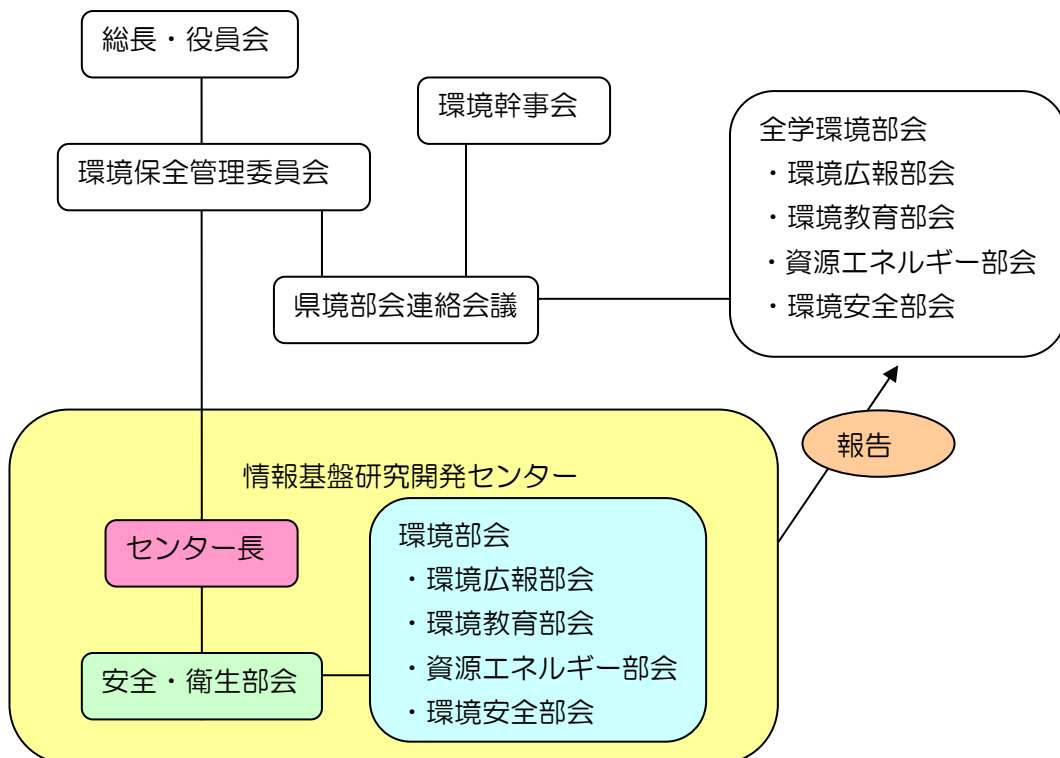 総長・役員会
環境幹事会
環境保全管理委員会
県境部会連絡会議
全学環境部会
・環境広報部会
・環境教育部会
・資源エネルギー部会
・環境安全部会
報告
情報基盤研究開発センター
センター長
安全・衛生部会
環境部会
・環境広報部会
・環境教育部会
・資源エネルギー部会
・環境安全部会